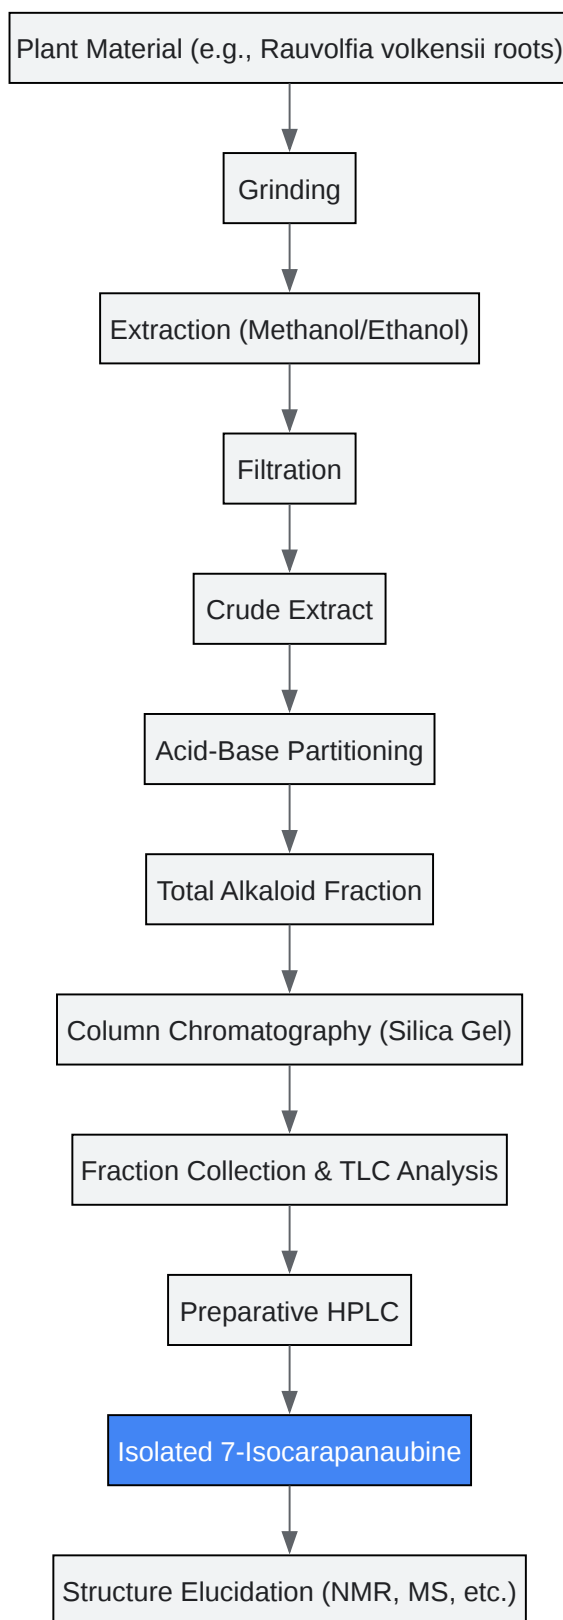 Plant Material (e.g., Rauvolfia volkensii roots)
Grinding
Extraction (Methanol/Ethanol)
Filtration
Crude Extract
Acid-Base Partitioning
Total Alkaloid Fraction
Column Chromatography (Silica Gel)
Fraction Collection & TLC Analysis
Preparative HPLC
Isolated 7-Isocarapanaubine
Structure Elucidation (NMR, MS, etc.)